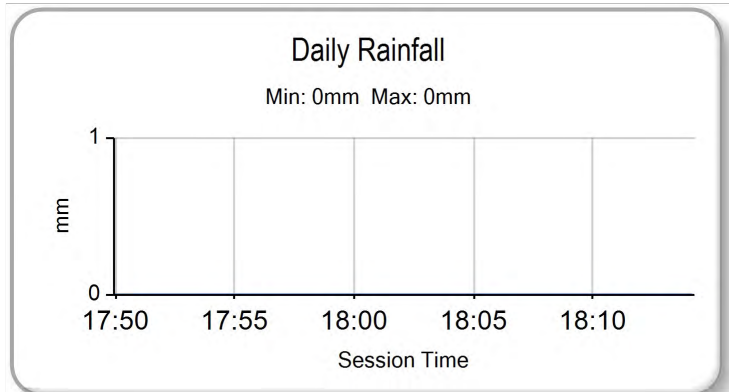 Daily Rainfall
Min: 0mm Max: 0mm
1
mm
0
17:50 17:55 18:00 18:05 18:10
Session Time